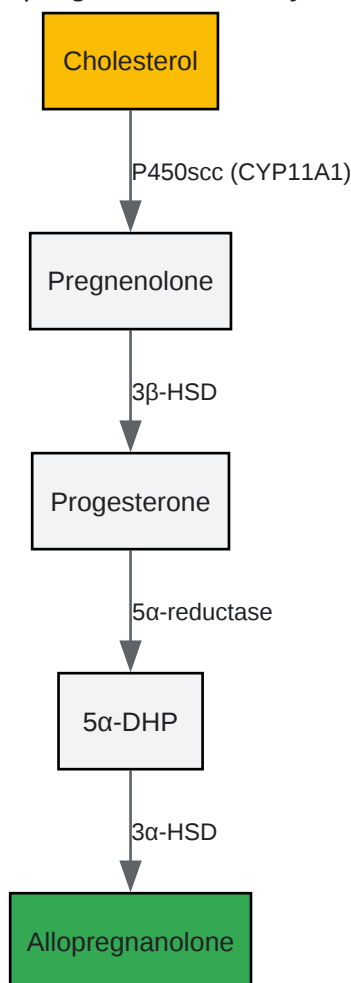 Cholesterol
P450scc (CYP11A1)
Pregnenolone
3β-HSD
Progesterone
5α-reductase
5α-DHP
3α-HSD
Allopregnanolone